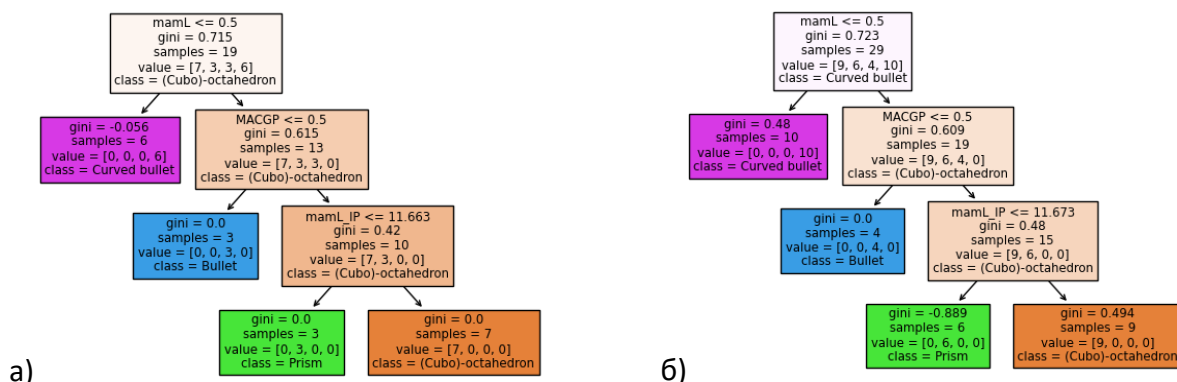 mamL <= 0.5
gini = 0.715
samples = 19
value = [7, 3, 3, 6]
class = (Cubo)-octahedron
gini = -0.056
samples = 6
value = [0, 0, 0, 6]
class = Curved bullet
MACGP <= 0.5
gini = 0.615
samples = 13
value = [7, 3, 3, 0]
class = (Cubo)-octahedron
gini = 0.0
samples = 3
value = [0, 0, 3, 0]
class = Bullet
mamL_IP <= 11.663
gini = 0.42
samples = 10
value = [7, 3, 0, 0]
class = (Cubo)-octahedron
gini = 0.0
samples = 3
value = [0, 3, 0, 0]
class = Prism
gini = 0.0
samples = 7
value = [7, 0, 0, 0]
class = (Cubo)-octahedron
а)
mamL <= 0.5
gini = 0.723
samples = 29
value = [9, 6, 4, 10]
class = Curved bullet
gini = 0.48
samples = 10
value = [0, 0, 0, 10]
class = Curved bullet
MACGP <= 0.5
gini = 0.609
samples = 19
value = [9, 6, 4, 0]
class = (Cubo)-octahedron
gini = 0.0
samples = 4
value = [0, 0, 4, 0]
class = Bullet
mamL_IP <= 11.673
gini = 0.48
samples = 15
value = [9, 6, 0, 0]
class = (Cubo)-octahedron
gini = -0.889
samples = 6
value = [0, 6, 0, 0]
class = Prism
gini = 0.494
samples = 9
value = [9, 0, 0, 0]
class = (Cubo)-octahedron
б)